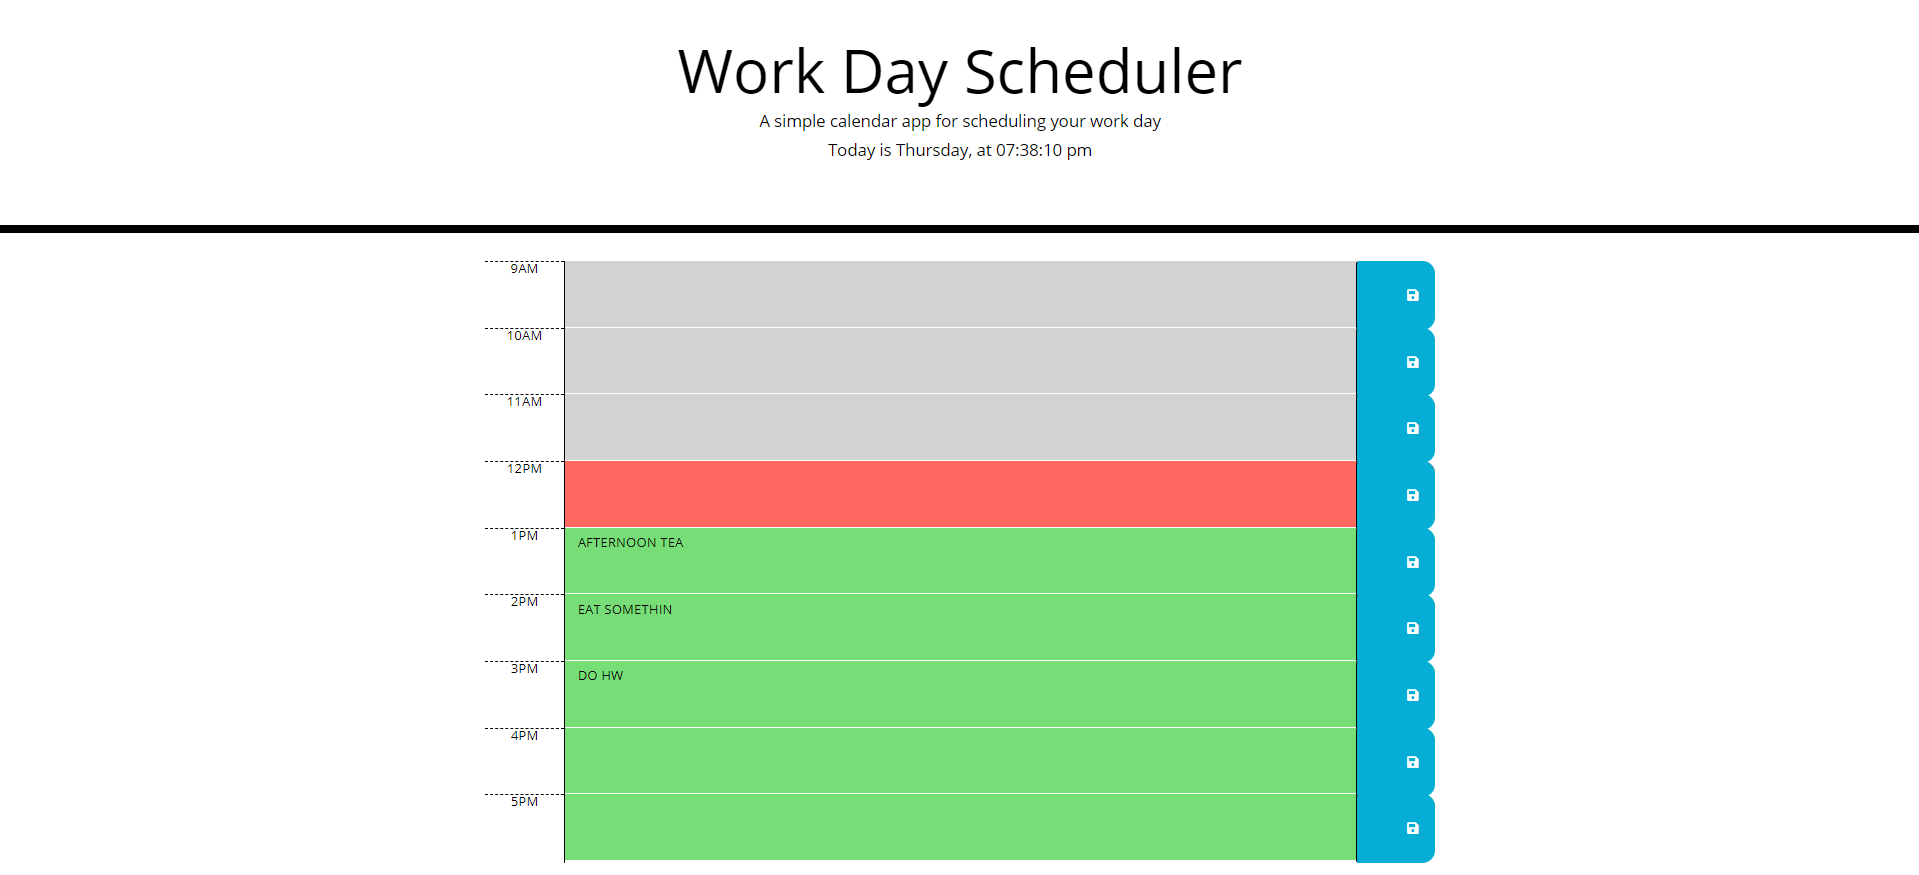 Work Day Scheduler
A simple calendar app for scheduling your work day
Today is Thursday, at 07:38:10 pm
9AM
10AM
11AM
12PM
1PM
AFTERNOON TEA
2PM
EAT SOMETHIN
3PM
DO HW
4PM
5PM